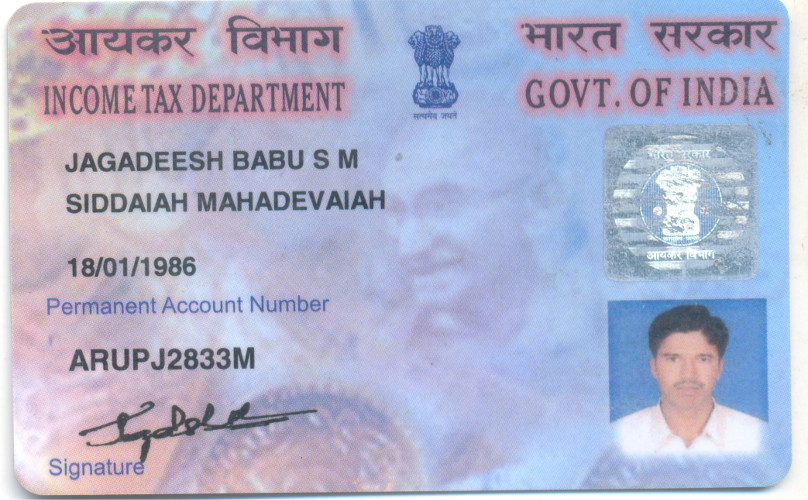 आयकर विभाग
भारत सरकार
INCOME TAX DEPARTMENT
GOVT. OF INDIA
सत्यमेव जयते
JAGADEESH BABU S M
SIDDAIAH MAHADEVAIAH
18/01/1986
Permanent Account Number
ARUPJ2833M
Signature
भारत सरकार
आयकर विभाग